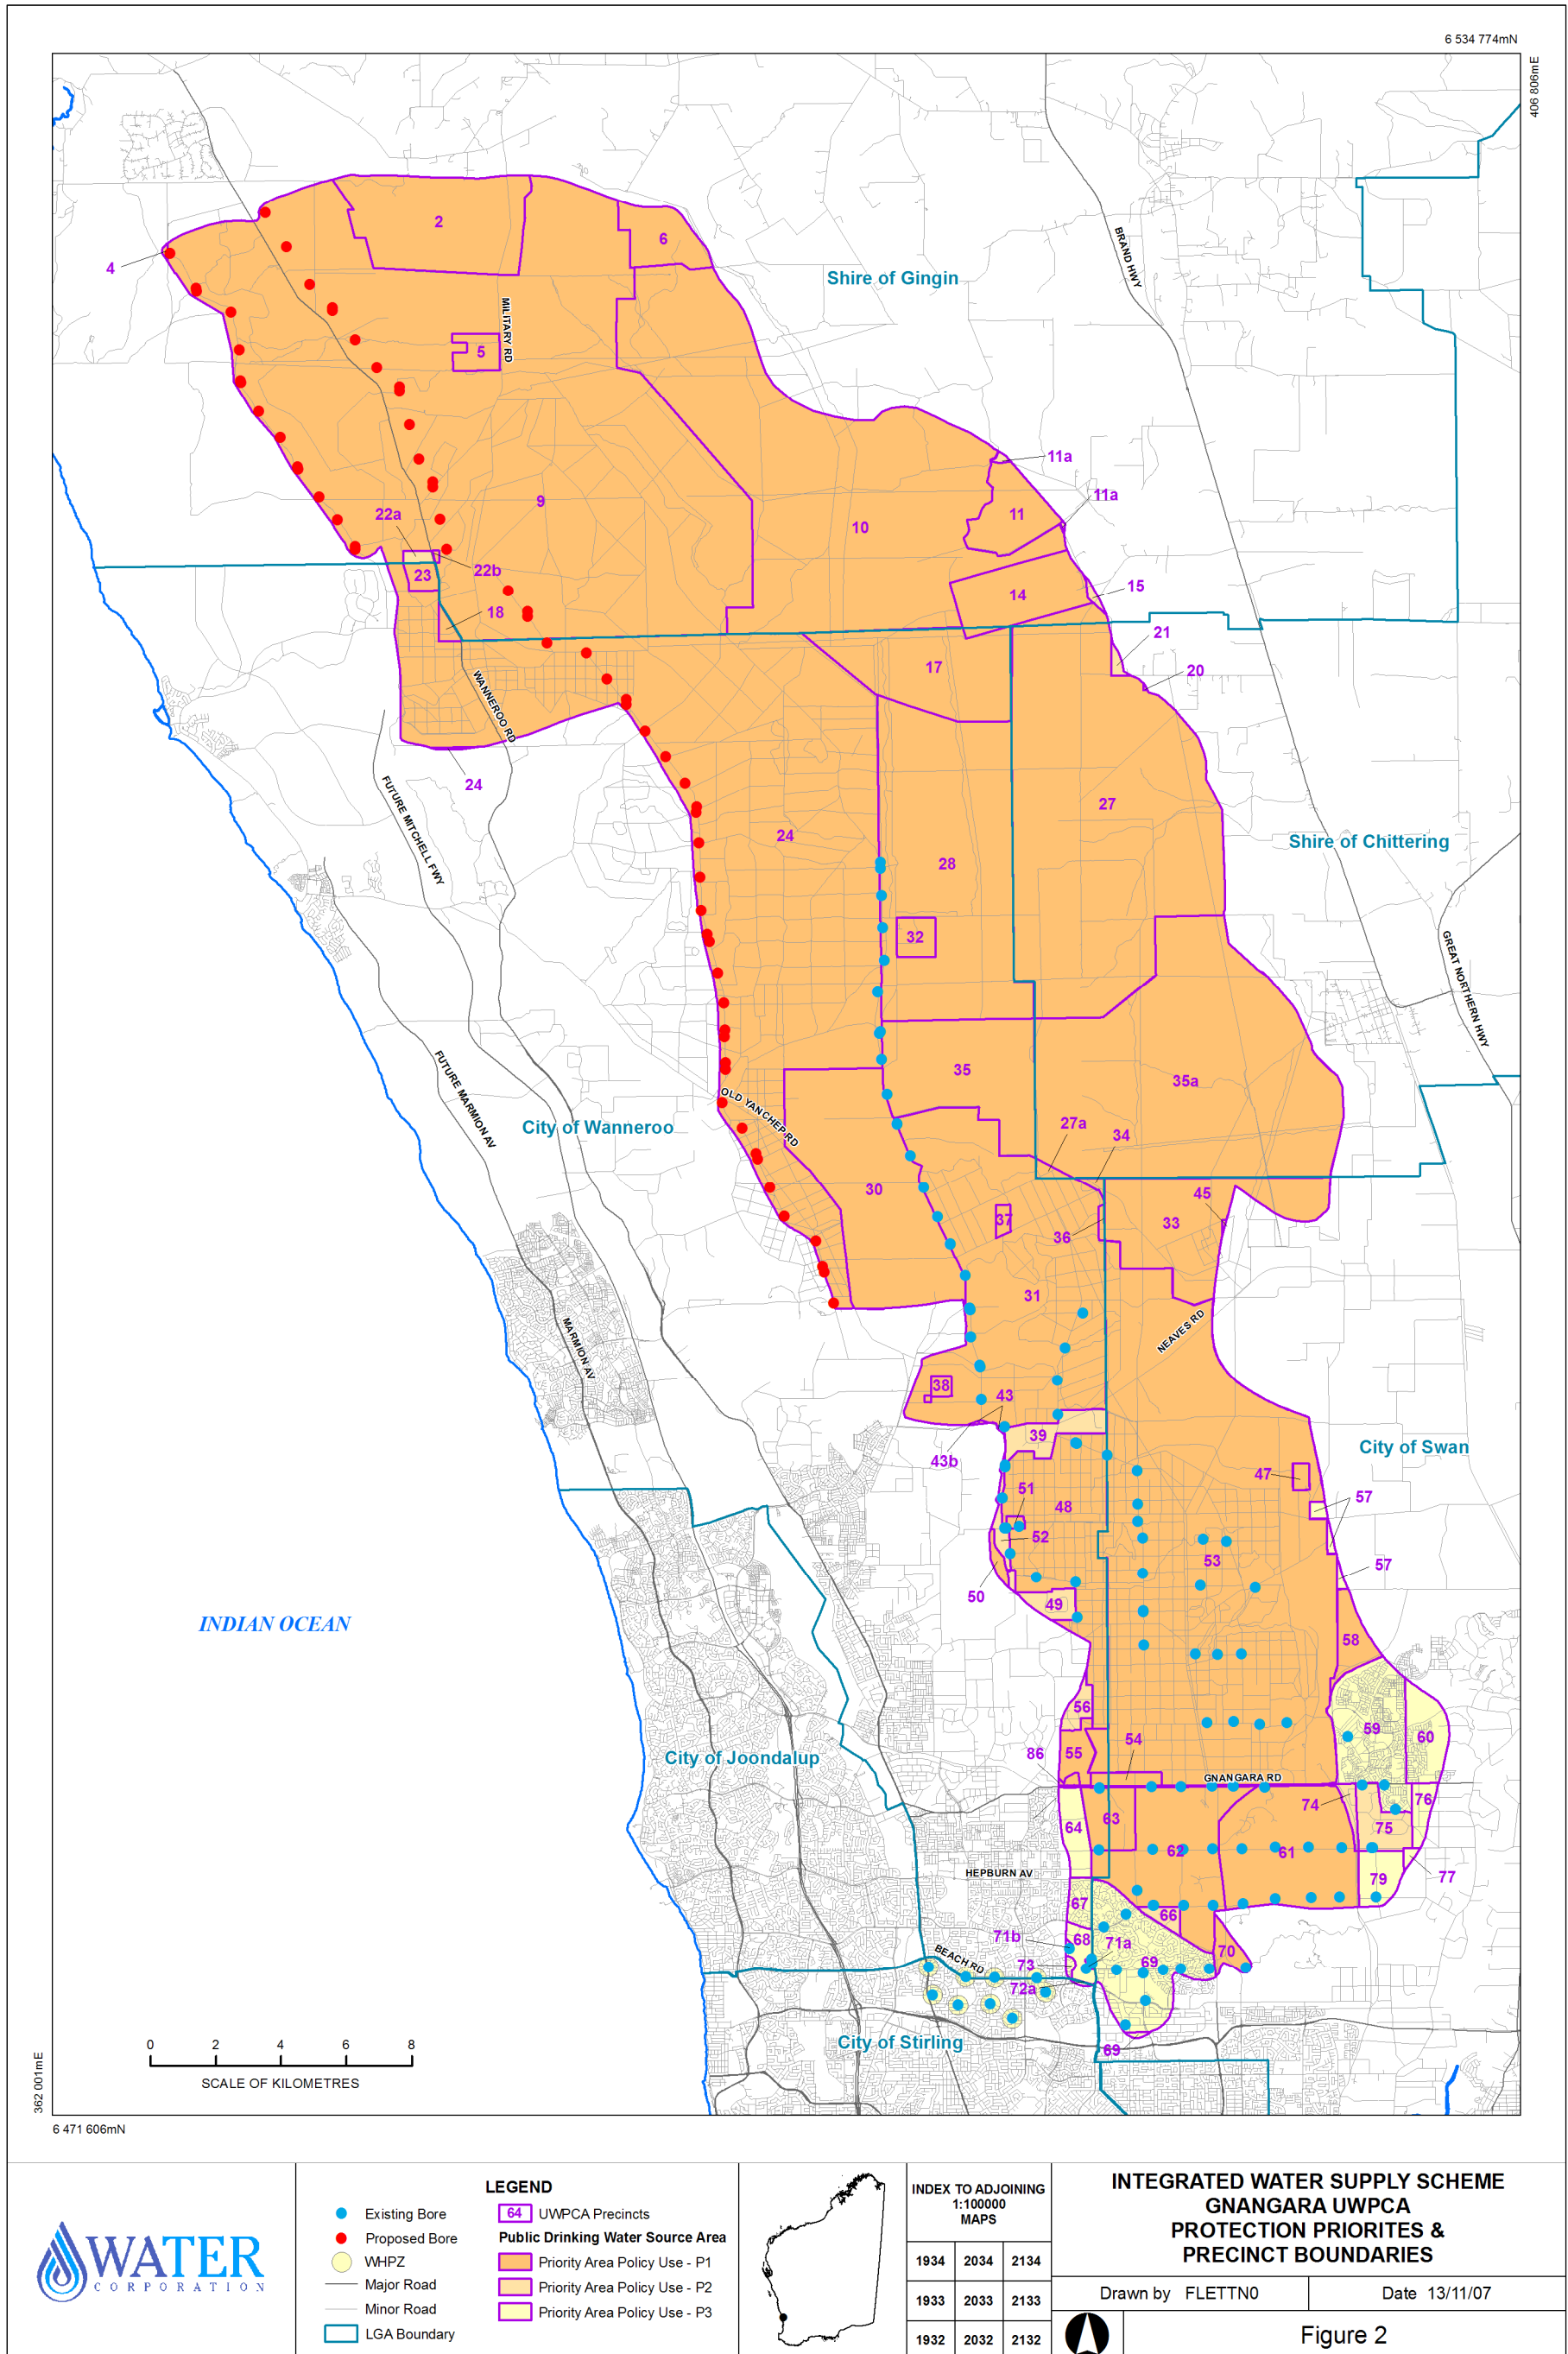 6 534 774mN
406 806mE
2
6
4
Shire of Gingin
BRAND HWY
MILITARY RD
5
11a
11a
9
22a
10
11
22b
23
14
15
18
21
17
20
WANNEROO RD
24
FUTURE MITCHELL FWY
27
24
28
Shire of Chittering
32
GREAT NORTHERN HWY
FUTURE MARMION AV
35
35a
OLD YANCHEP RD
City of Wanneroo
27a
34
30
45
37
33
36
31
NEAVES RD
MARMION AV
38
43
39
City of Swan
43b
47
51
57
48
52
53
57
50
49
INDIAN OCEAN
58
56
59
60
54
City of Joondalup
86
55
GNANGARA RD
76
74
63
64
75
62
61
HEPBURN AV
77
79
67
66
71b
68
71a
70
BEACH RD
73
69
72a
City of Stirling
69
0 2 4 6 8
SCALE OF KILOMETRES
362 001mE
6 471 606mN
WATER
CORPORATION
LEGEND
Existing Bore
Proposed Bore
WHPZ
Major Road
Minor Road
LGA Boundary
64 UWPCA Precincts
Public Drinking Water Source Area
Priority Area Policy Use - P1
Priority Area Policy Use - P2
Priority Area Policy Use - P3
INDEX TO ADJOINING
1:100000
MAPS
1934 2034 2134
1933 2033 2133
1932 2032 2132
INTEGRATED WATER SUPPLY SCHEME
GNANGARA UWPCA
PROTECTION PRIORITES &
PRECINCT BOUNDARIES
Drawn by FLETTN0
Date 13/11/07
Figure 2